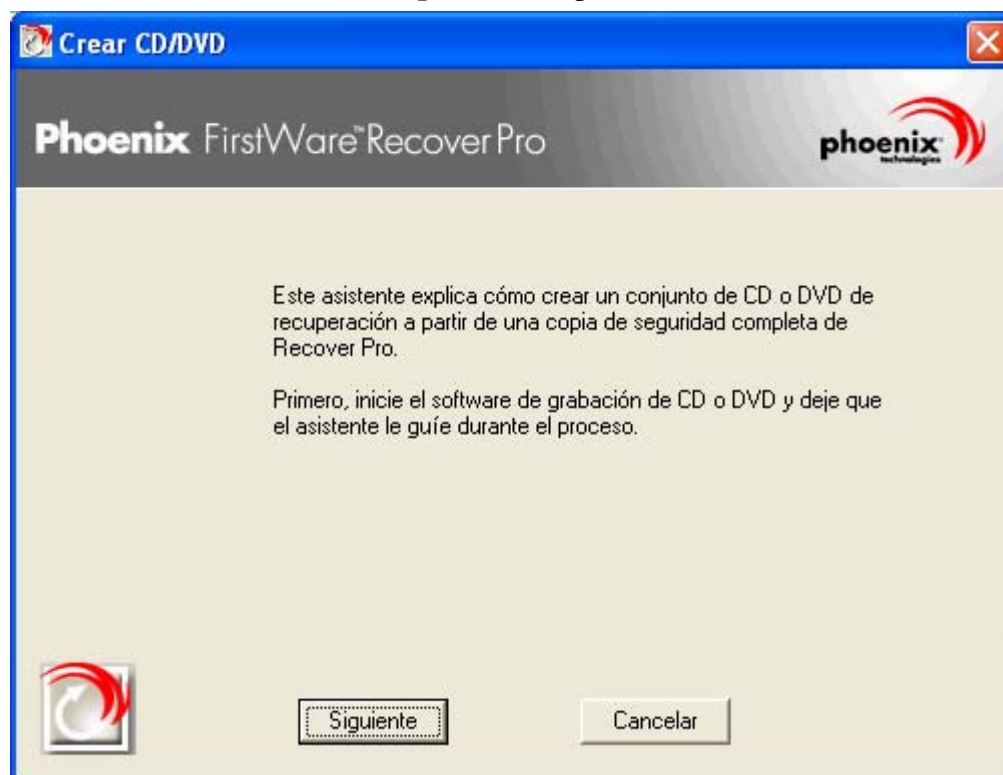 Crear CD/DVD
Phoenix FirstWare™ Recover Pro
phoenix
technologies
Este asistente explica cómo crear un conjunto de CD o DVD de
recuperación a partir de una copia de seguridad completa de
Recover Pro.
Primero, inicie el software de grabación de CD o DVD y deje que
el asistente le guíe durante el proceso.
Siguiente
Cancelar